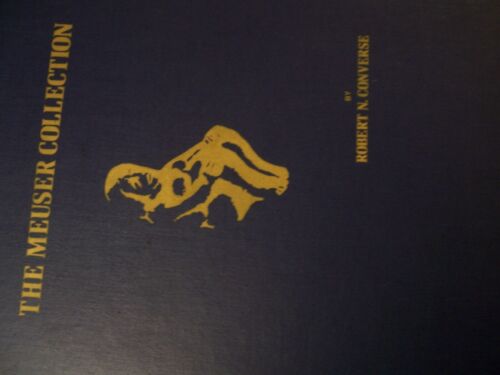 THE MEUSER COLLECTION
BY
ROBERT N. CONVERSE